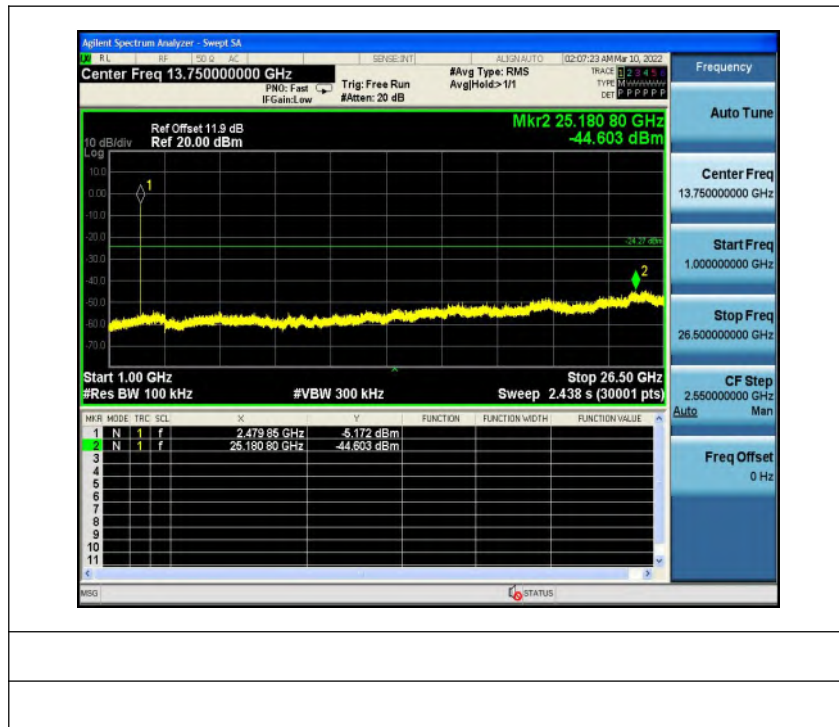 Agilent Spectrum Analyzer - Swept SA
RL RF 50 Ω AC SENSE:INT ALIGNAUTO 02:07:23 AM Mar 10, 2022
Center Freq 13.750000000 GHz
PNO: Fast
IFGain:Low
Trig: Free Run
#Atten: 20 dB
#Avg Type: RMS
Avg|Hold:>1/1
TRACE 1 2 3 4 5 6
TYPE M
DET P P P P P P
Ref Offset 11.9 dB
10 dB/div Ref 20.00 dBm
Log
Mkr2 25.180 80 GHz
-44.603 dBm
10.0
0.00
-10.0
-20.0
-30.0
-40.0
-50.0
-60.0
-70.0
1
-24.27 dBm
2
Start 1.00 GHz Stop 26.50 GHz
#Res BW 100 kHz #VBW 300 kHz Sweep 2.438 s (30001 pts)
MKR MODE TRC SCL X Y FUNCTION FUNCTION WIDTH FUNCTION VALUE
1 N 1 f 2.479 85 GHz -5.172 dBm
2 N 1 f 25.180 80 GHz -44.603 dBm
3
4
5
6
7
8
9
10
11
MSG STATUS
Frequency
Auto Tune
Center Freq
13.750000000 GHz
Start Freq
1.000000000 GHz
Stop Freq
26.500000000 GHz
CF Step
2.550000000 GHz
Auto Man
Freq Offset
0 Hz